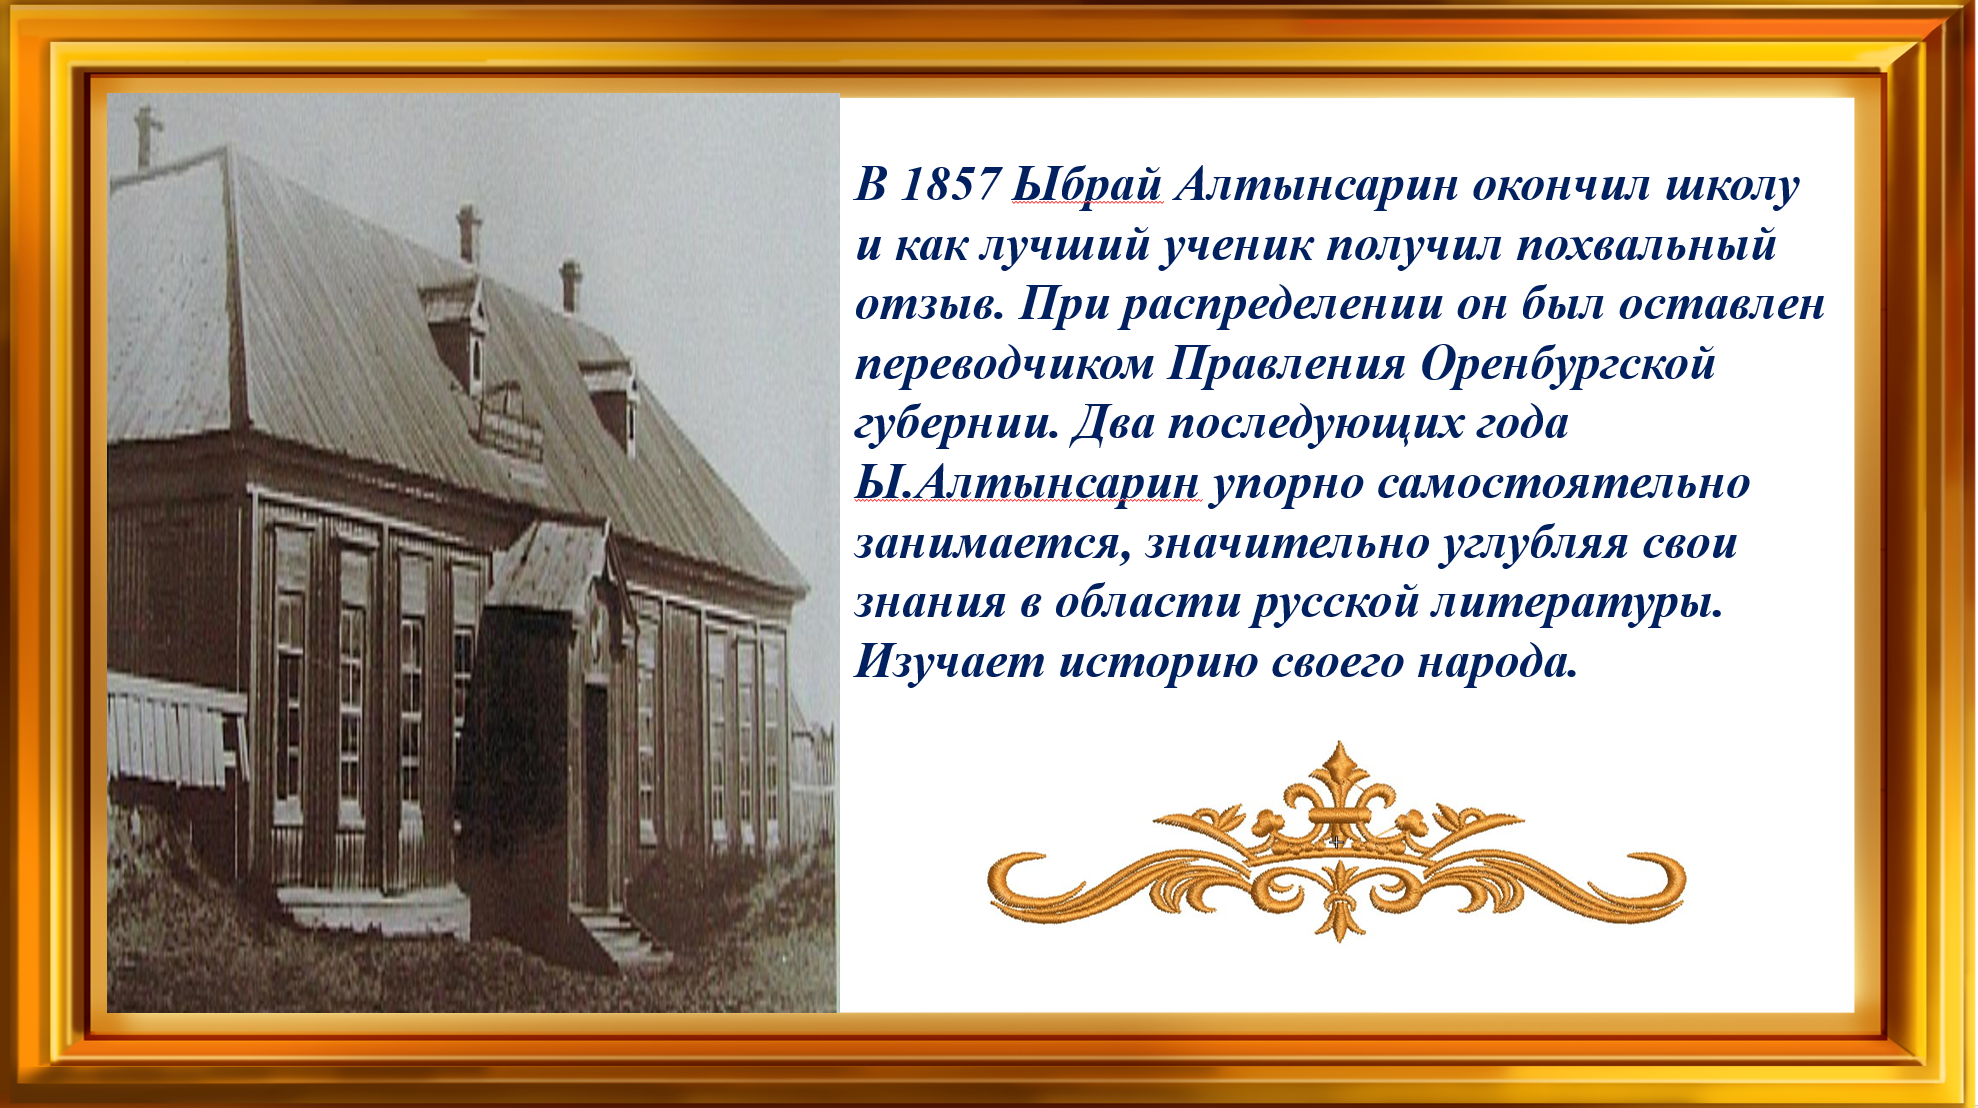 В 1857 Ыбрай Алтынсарин окончил школу
и как лучший ученик получил похвальный
отзыв. При распределении он был оставлен
переводчиком Правления Оренбургской
губернии. Два последующих года
Ы.Алтынсарин упорно самостоятельно
занимается, значительно углубляя свои
знания в области русской литературы.
Изучает историю своего народа.